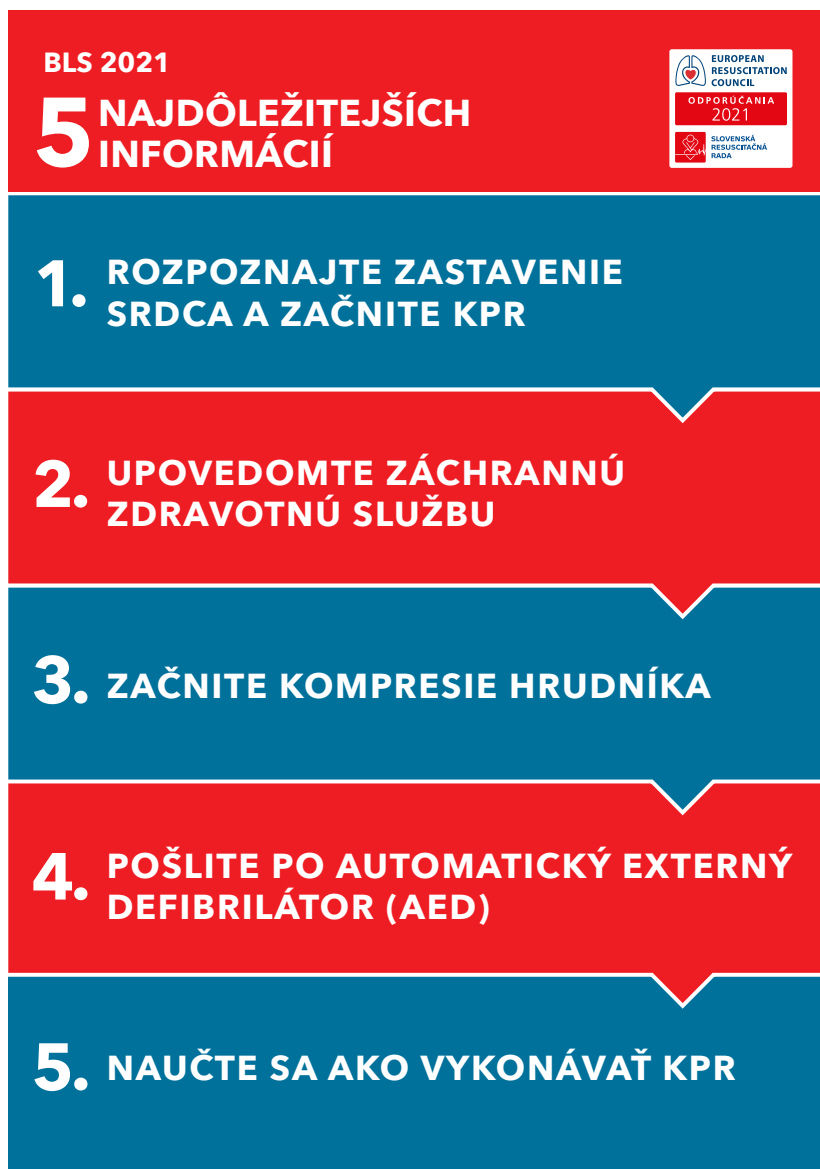 BLS 2021
5 NAJDÔLEŽITEJŠÍCH
INFORMÁCIÍ
EUROPEAN
RESUSCITATION
COUNCIL
ODPORÚČANIA
2021
SLOVENSKÁ
RESUSCITAČNÁ
RADA
1. ROZPOZNAJTE ZASTAVENIE
SRDCA A ZAČNITE KPR
2. UPOVEDOMTE ZÁCHRANNÚ
ZDRAVOTNÚ SLUŽBU
3. ZAČNITE KOMPRESIE HRUDNÍKA
4. POŠLITE PO AUTOMATICKÝ EXTERNÝ
DEFIBRILÁTOR (AED)
5. NAUČTE SA AKO VYKONÁVAŤ KPR